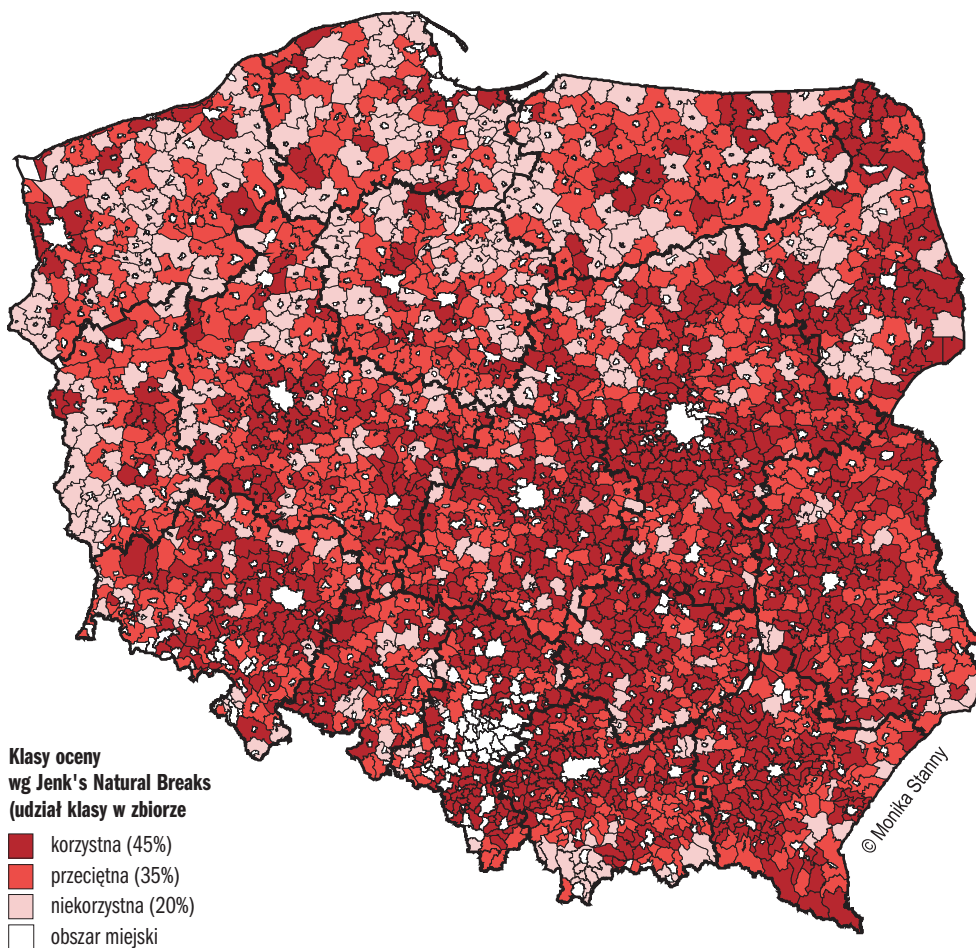 Klasy oceny
wg Jenk's Natural Breaks
(udział klasy w zbiorze
korzystna (45%)
przeciętna (35%)
niekorzystna (20%)
obszar miejski
© Monika Stanny